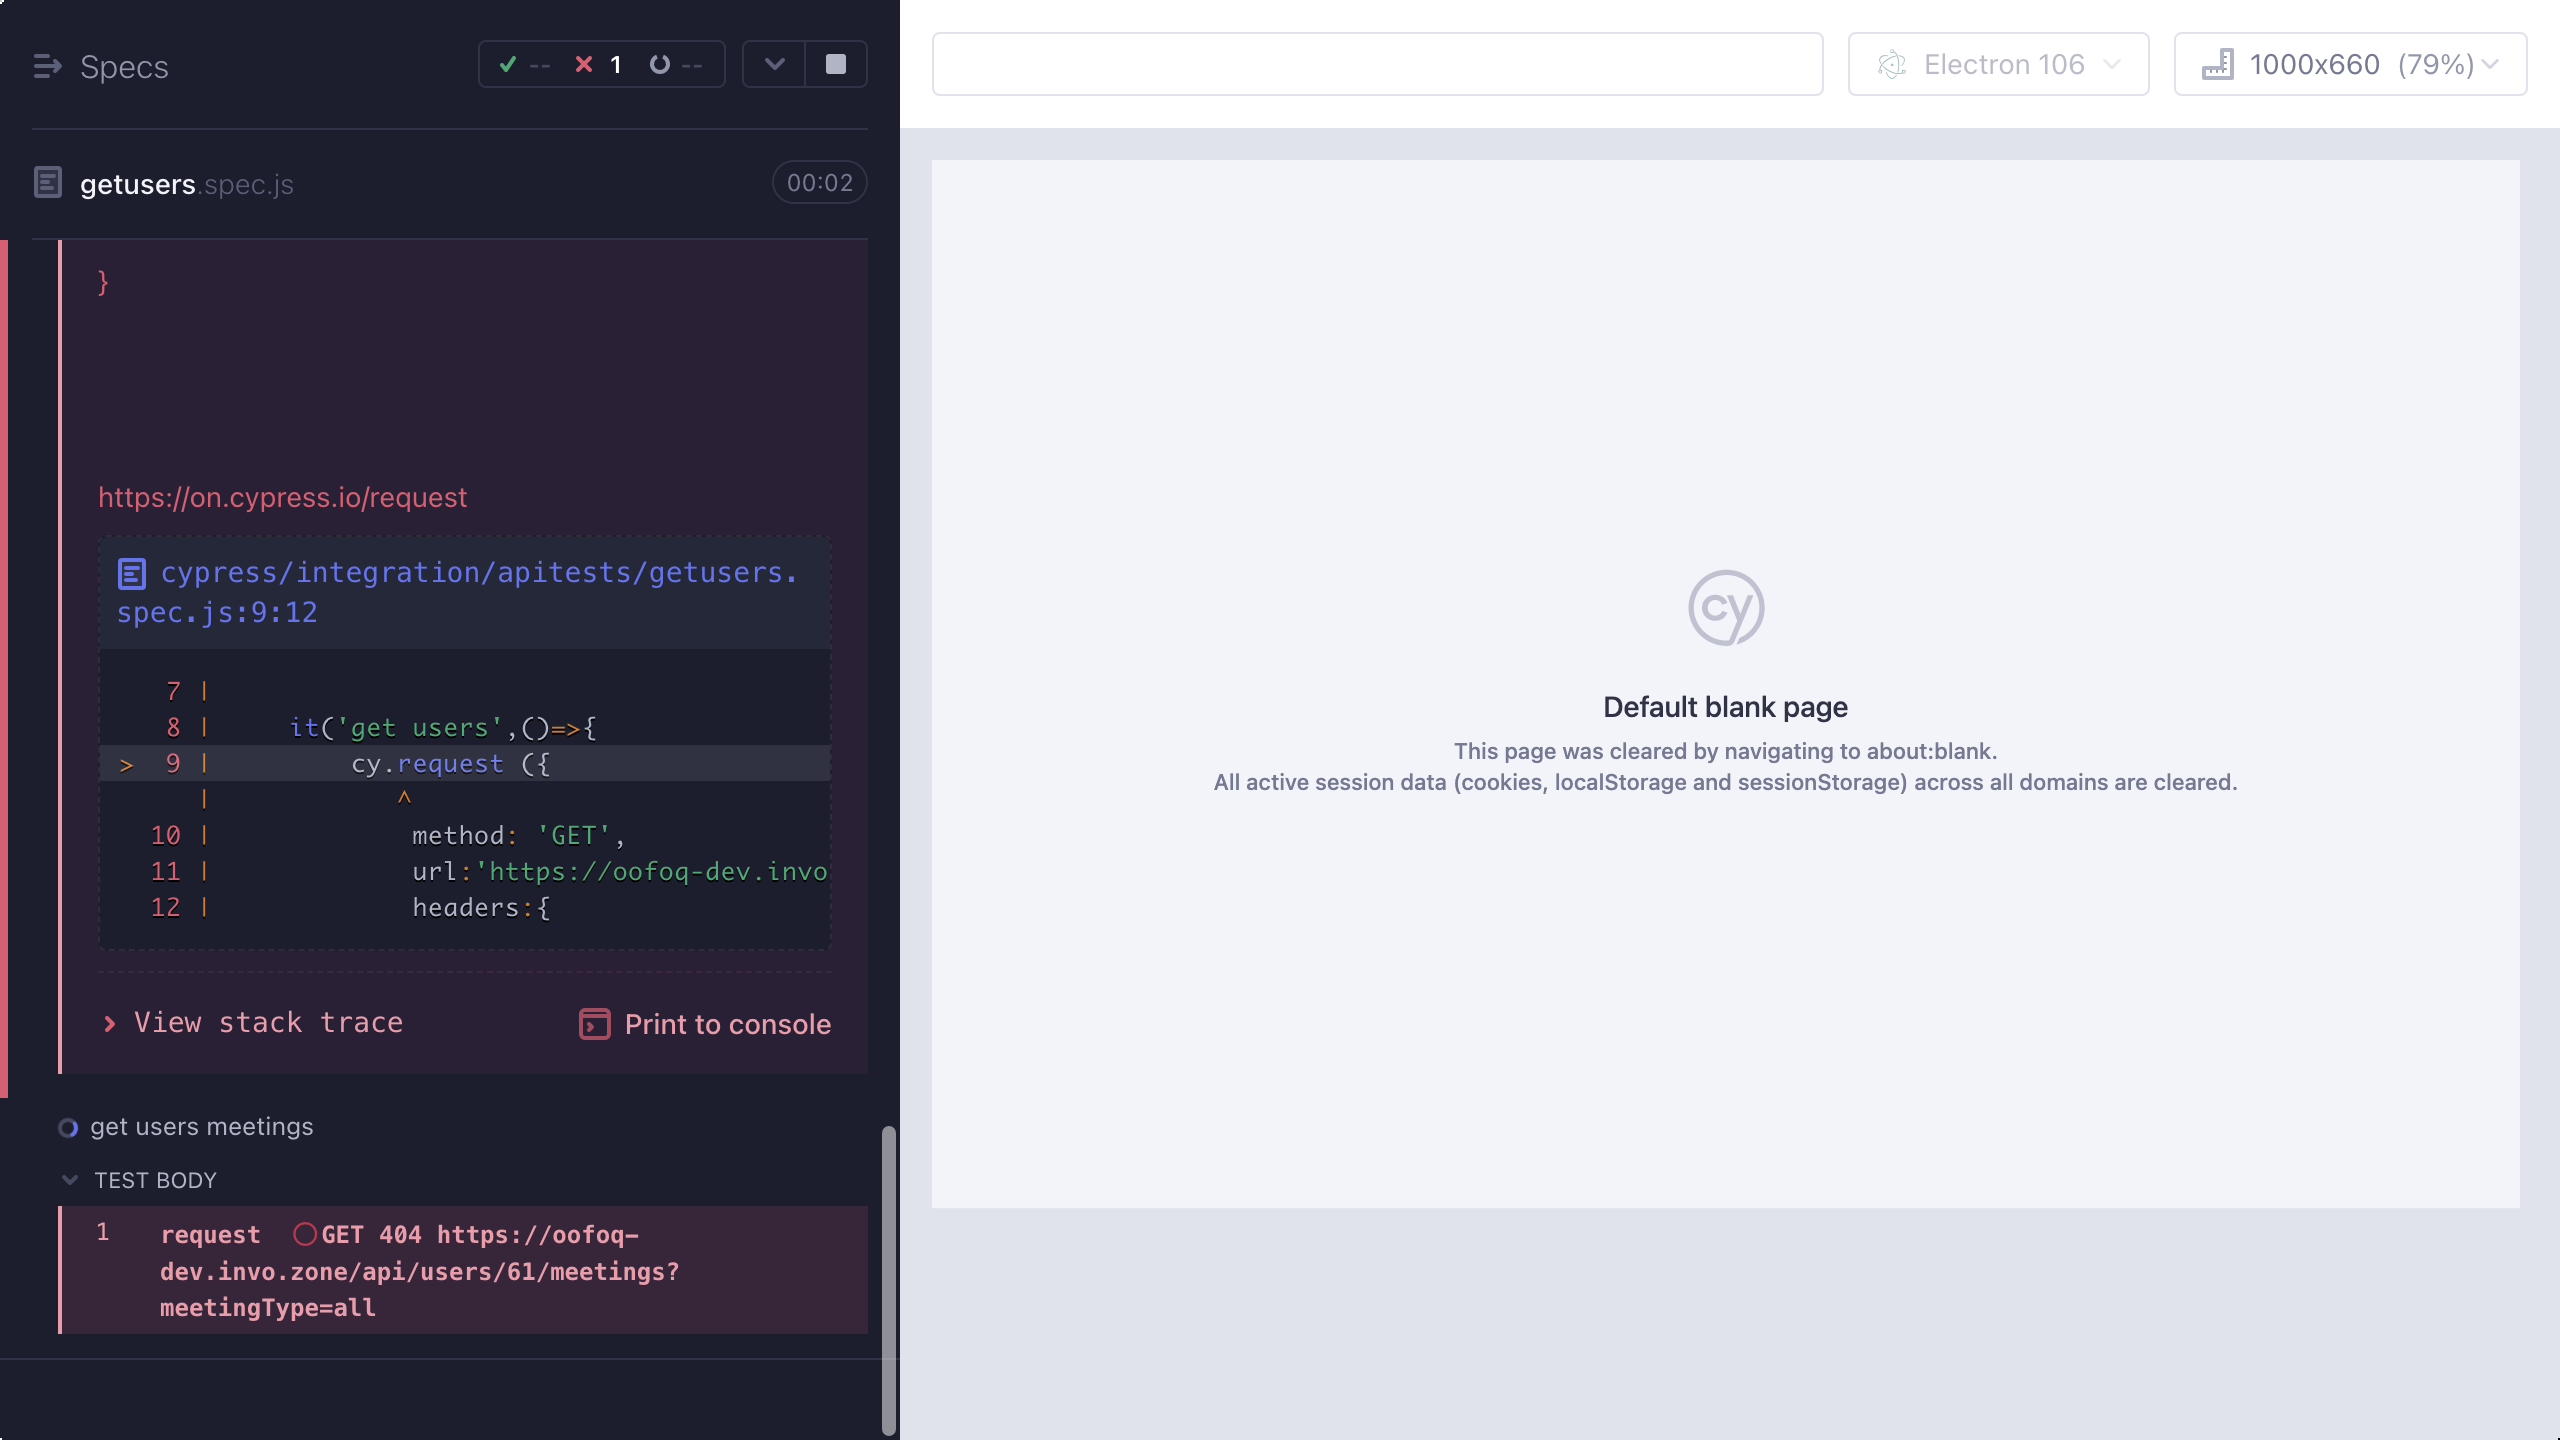 Specs
-- 1 --
getusers.spec.js
00:02
}
https://on.cypress.io/request
cypress/integration/apitests/getusers.
spec.js:9:12
7 |
8 | it('get users',()=>{
> 9 | cy.request ({
| ^
10 | method: 'GET',
11 | url:'https://oofoq-dev.invo
12 | headers:{
View stack trace
Print to console
get users meetings
TEST BODY
1 request GET 404 https://oofoq-
dev.invo.zone/api/users/61/meetings?
meetingType=all
Electron 106
1000x660 (79%)
cy
Default blank page
This page was cleared by navigating to about:blank.
All active session data (cookies, localStorage and sessionStorage) across all domains are cleared.